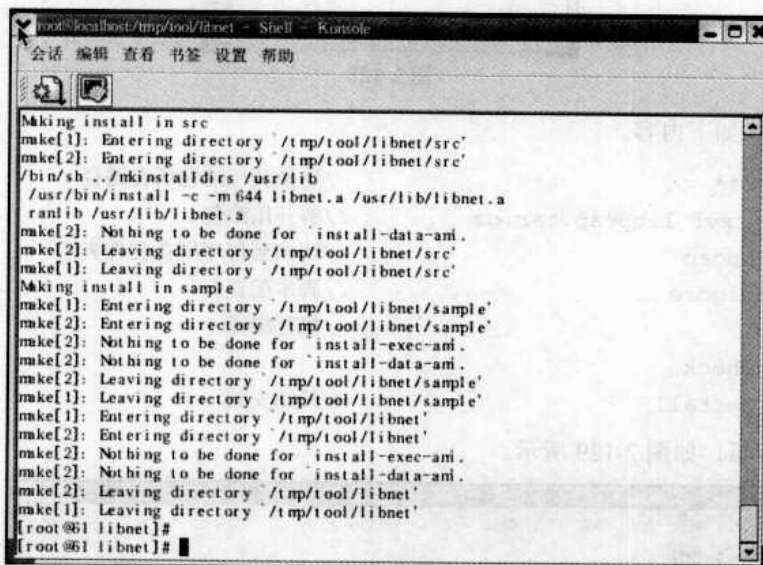 root@localhost:/tmp/tool/libnet - Shell - Konsole
会话 编辑 查看 书签 设置 帮助
Making install in src
make[1]: Entering directory `/tmp/tool/libnet/src'
make[2]: Entering directory `/tmp/tool/libnet/src'
/bin/sh ../mkinstalldirs /usr/lib
/usr/bin/install -c -m 644 libnet.a /usr/lib/libnet.a
ranlib /usr/lib/libnet.a
make[2]: Nothing to be done for `install-data-am'.
make[2]: Leaving directory `/tmp/tool/libnet/src'
make[1]: Leaving directory `/tmp/tool/libnet/src'
Making install in sample
make[1]: Entering directory `/tmp/tool/libnet/sample'
make[2]: Entering directory `/tmp/tool/libnet/sample'
make[2]: Nothing to be done for `install-exec-am'.
make[2]: Nothing to be done for `install-data-am'.
make[2]: Leaving directory `/tmp/tool/libnet/sample'
make[1]: Leaving directory `/tmp/tool/libnet/sample'
make[1]: Entering directory `/tmp/tool/libnet'
make[2]: Entering directory `/tmp/tool/libnet'
make[2]: Nothing to be done for `install-exec-am'.
make[2]: Nothing to be done for `install-data-am'.
make[2]: Leaving directory `/tmp/tool/libnet'
make[1]: Leaving directory `/tmp/tool/libnet'
[root@61 libnet]#
[root@61 libnet]#